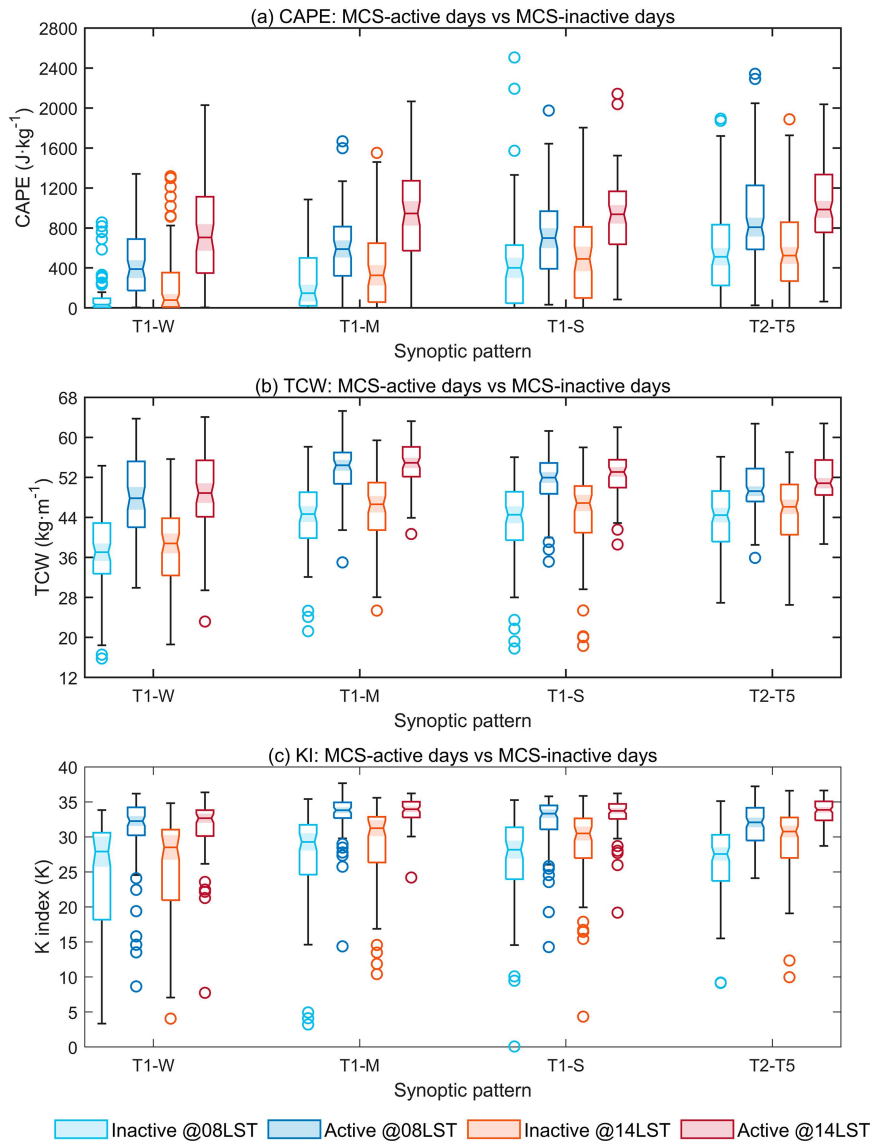 (a) CAPE: MCS-active days vs MCS-inactive days
CAPE (J·kg⁻¹)
2800
2400
2000
1600
1200
800
400
0
T1-W T1-M T1-S T2-T5
Synoptic pattern
(b) TCW: MCS-active days vs MCS-inactive days
TCW (kg·m⁻¹)
68
60
52
44
36
28
20
12
T1-W T1-M T1-S T2-T5
Synoptic pattern
(c) KI: MCS-active days vs MCS-inactive days
K index (K)
40
35
30
25
20
15
10
5
0
T1-W T1-M T1-S T2-T5
Synoptic pattern
Inactive @08LST Active @08LST Inactive @14LST Active @14LST